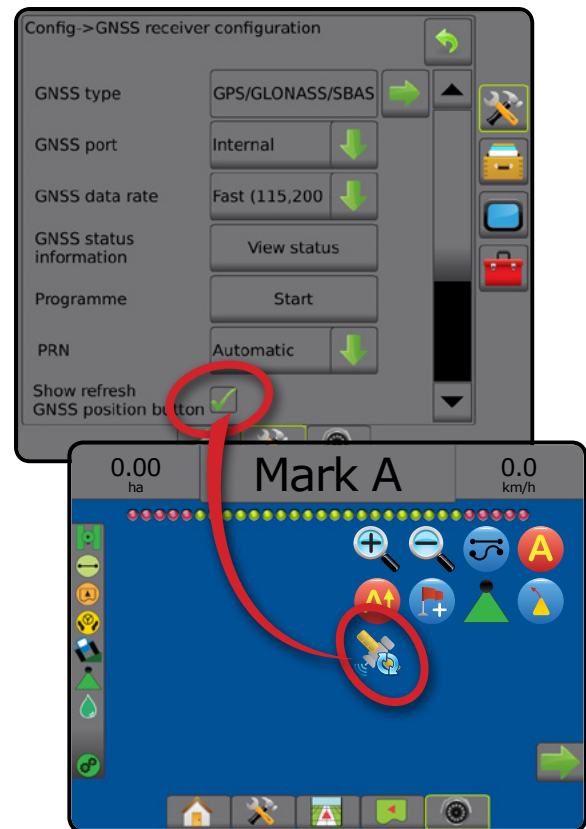 Config->GNSS receiver configuration
GNSS type
GPS/GLONASS/SBAS
GNSS port
Internal
GNSS data rate
Fast (115,200
GNSS status
information
View status
Programme
Start
PRN
Automatic
Show refresh
GNSS position button
0.00
ha
Mark A
0.0
km/h
A
A